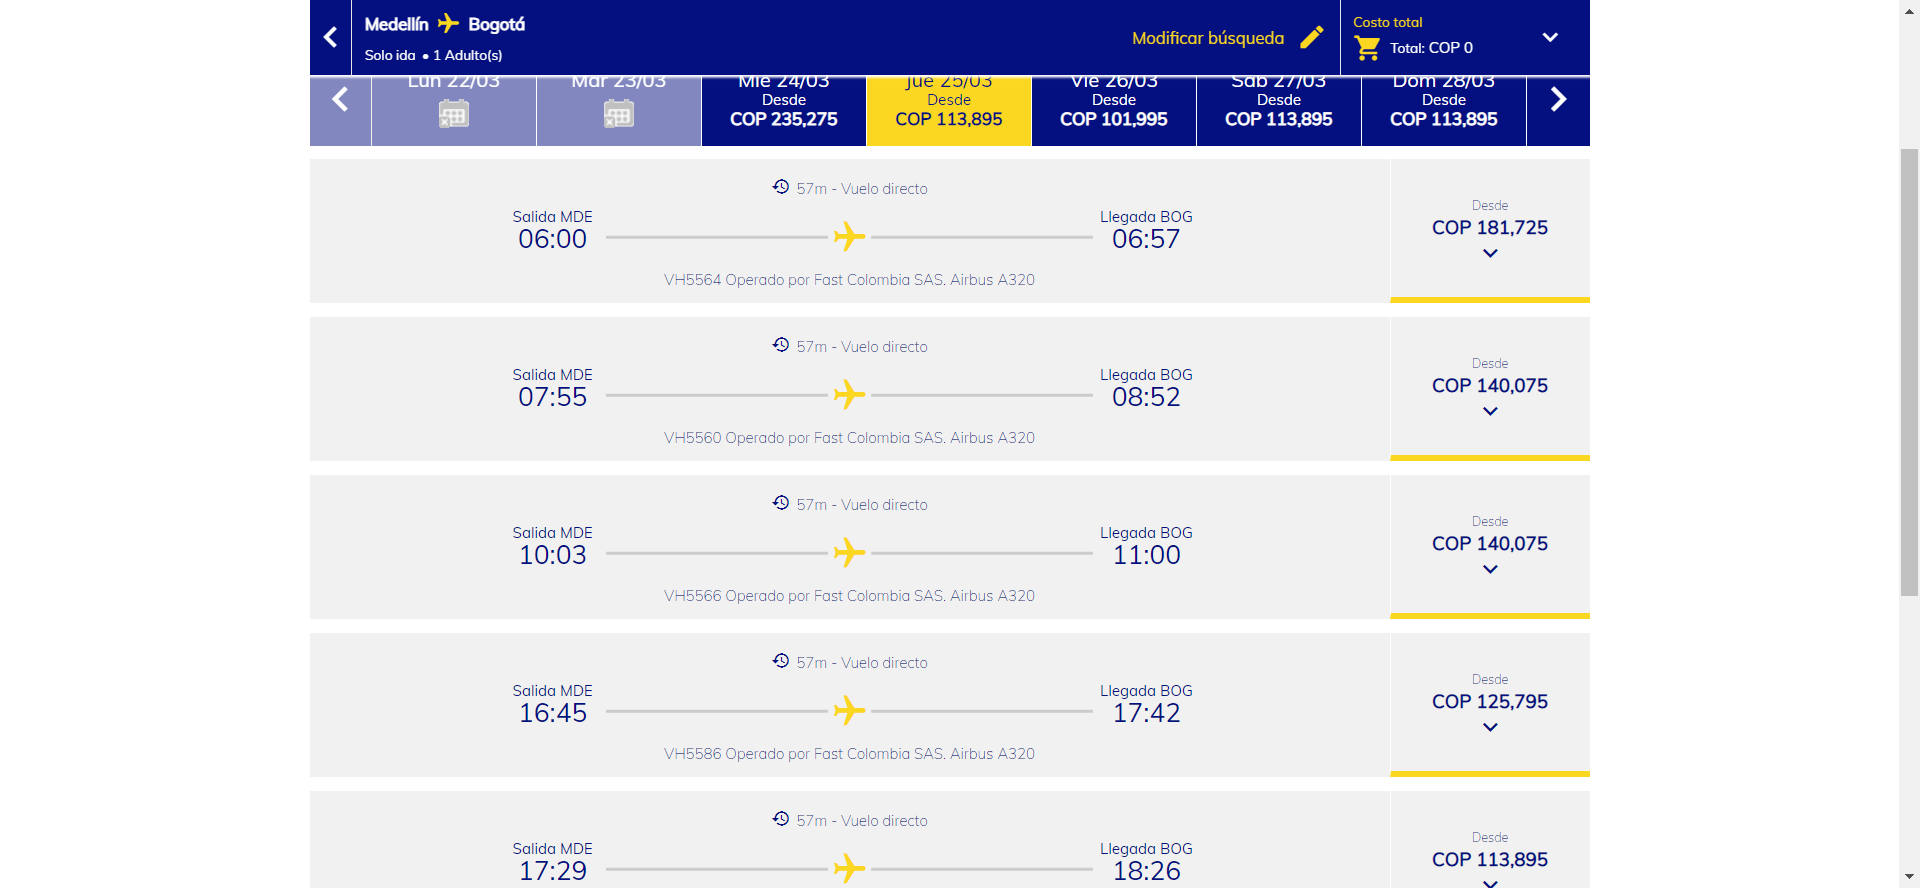 Medellín Bogotá
Solo ida • 1 Adulto(s)
Modificar búsqueda
Costo total
Total: COP 0
Lun 22/03
Mar 23/03
Mié 24/03
Desde
COP 235,275
Jue 25/03
Desde
COP 113,895
Vie 26/03
Desde
COP 101,995
Sáb 27/03
Desde
COP 113,895
Dom 28/03
Desde
COP 113,895
57m - Vuelo directo
Salida MDE
06:00
Llegada BOG
06:57
VH5564 Operado por Fast Colombia SAS. Airbus A320
Desde
COP 181,725
57m - Vuelo directo
Salida MDE
07:55
Llegada BOG
08:52
VH5560 Operado por Fast Colombia SAS. Airbus A320
Desde
COP 140,075
57m - Vuelo directo
Salida MDE
10:03
Llegada BOG
11:00
VH5566 Operado por Fast Colombia SAS. Airbus A320
Desde
COP 140,075
57m - Vuelo directo
Salida MDE
16:45
Llegada BOG
17:42
VH5586 Operado por Fast Colombia SAS. Airbus A320
Desde
COP 125,795
57m - Vuelo directo
Salida MDE
17:29
Llegada BOG
18:26
Desde
COP 113,895